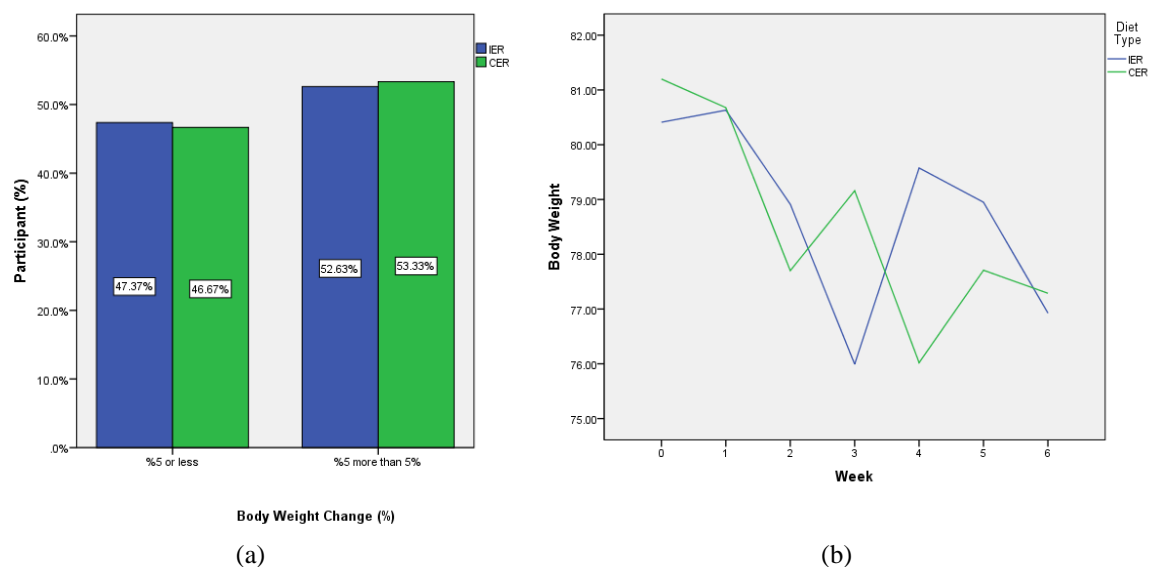 60.0%
50.0%
40.0%
30.0%
20.0%
10.0%
.0%
Participant (%)
47.37%
46.67%
52.63%
53.33%
%5 or less
%5 more than 5%
Body Weight Change (%)
IER
CER
(a)
82.00
81.00
80.00
79.00
78.00
77.00
76.00
75.00
Body Weight
0 1 2 3 4 5 6
Week
Diet
Type
IER
CER
(b)